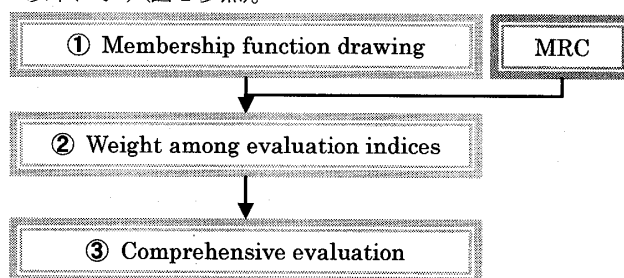 ① Membership function drawing
MRC
② Weight among evaluation indices
③ Comprehensive evaluation